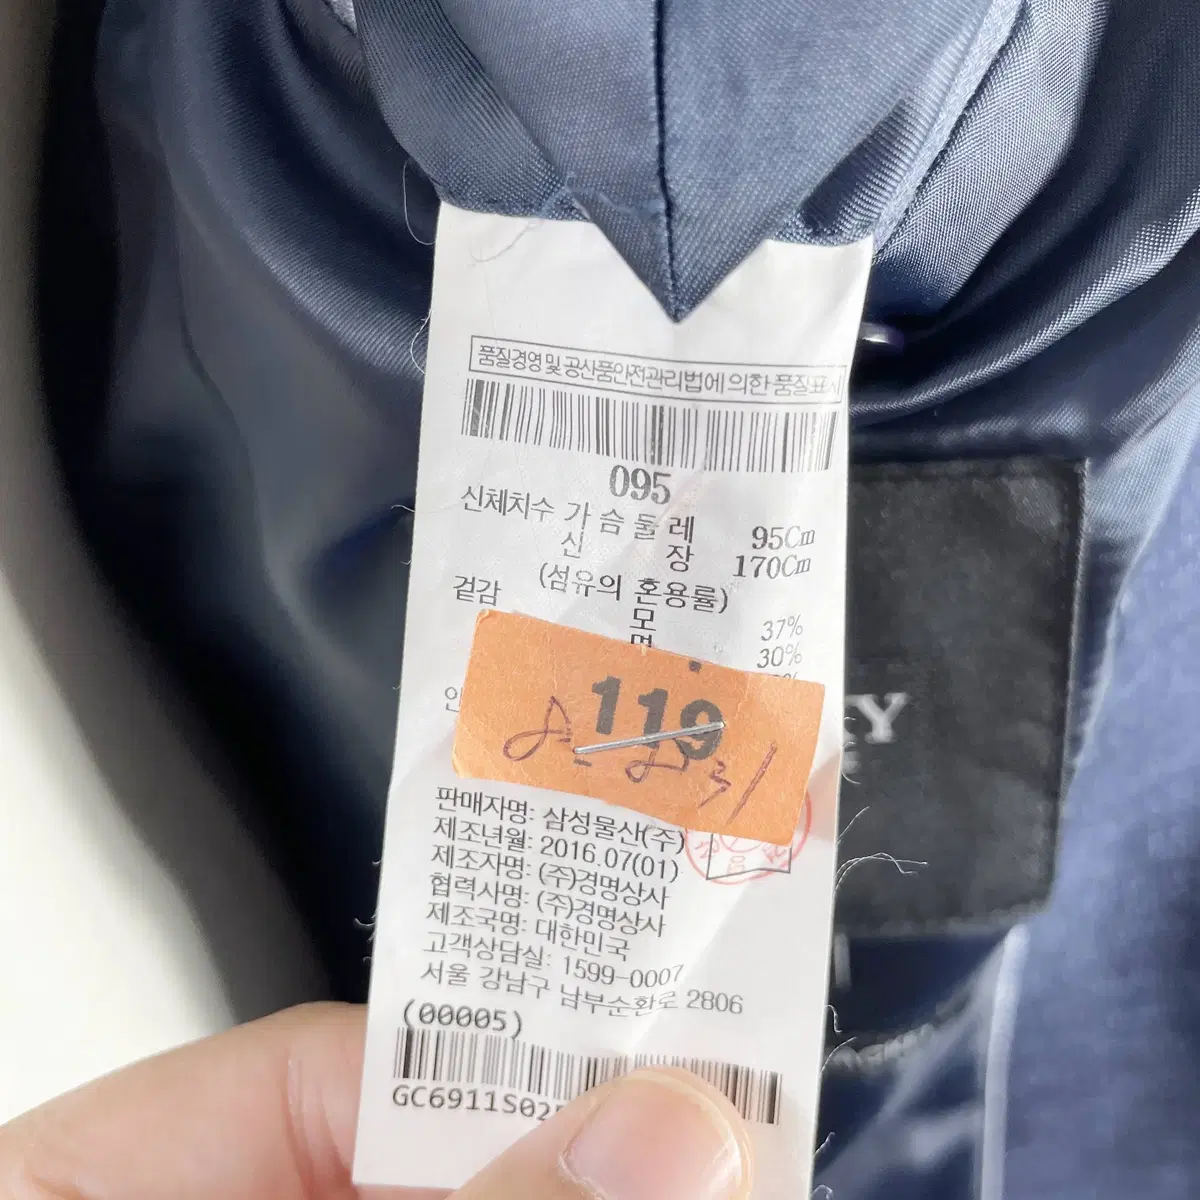 품질경영 및 공산품안전관리법에 의한 품질표시
095
신체치수 가슴둘레 95Cm
신장 170Cm
(섬유의 혼용률)
겉감 모 37%
면 30%
119
판매자명: 삼성물산(주)
제조년월: 2016.07(01)
제조자명: (주)경명상사
협력사명: (주)경명상사
제조국명: 대한민국
고객상담실: 1599-0007
서울 강남구 남부순환로 2806
(00005)
GC6911S02